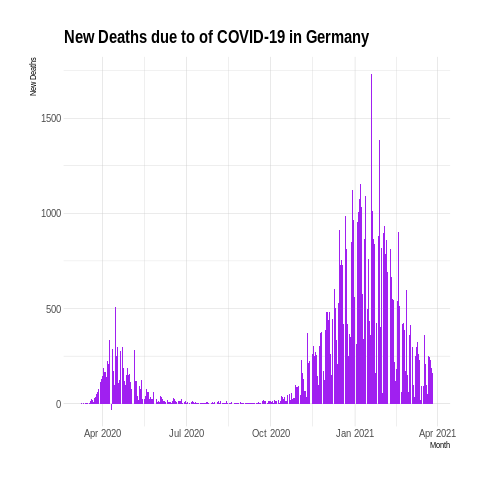 New Deaths due to of COVID-19 in Germany
New Deaths
1500
1000
500
0
Apr 2020 Jul 2020 Oct 2020 Jan 2021 Apr 2021
Month